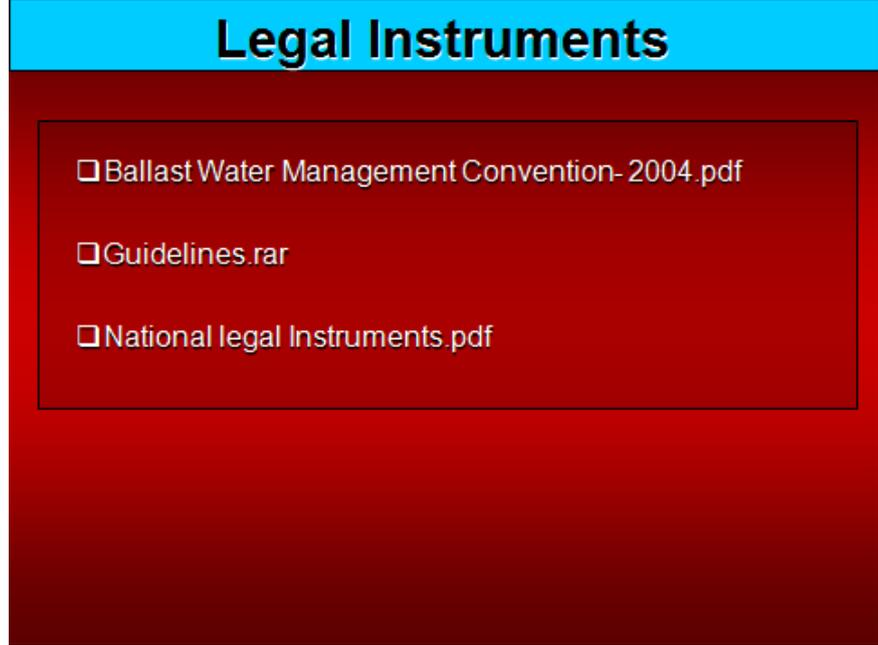 Legal Instruments
❑Ballast Water Management Convention- 2004.pdf
❑Guidelines.rar
❑National legal Instruments.pdf